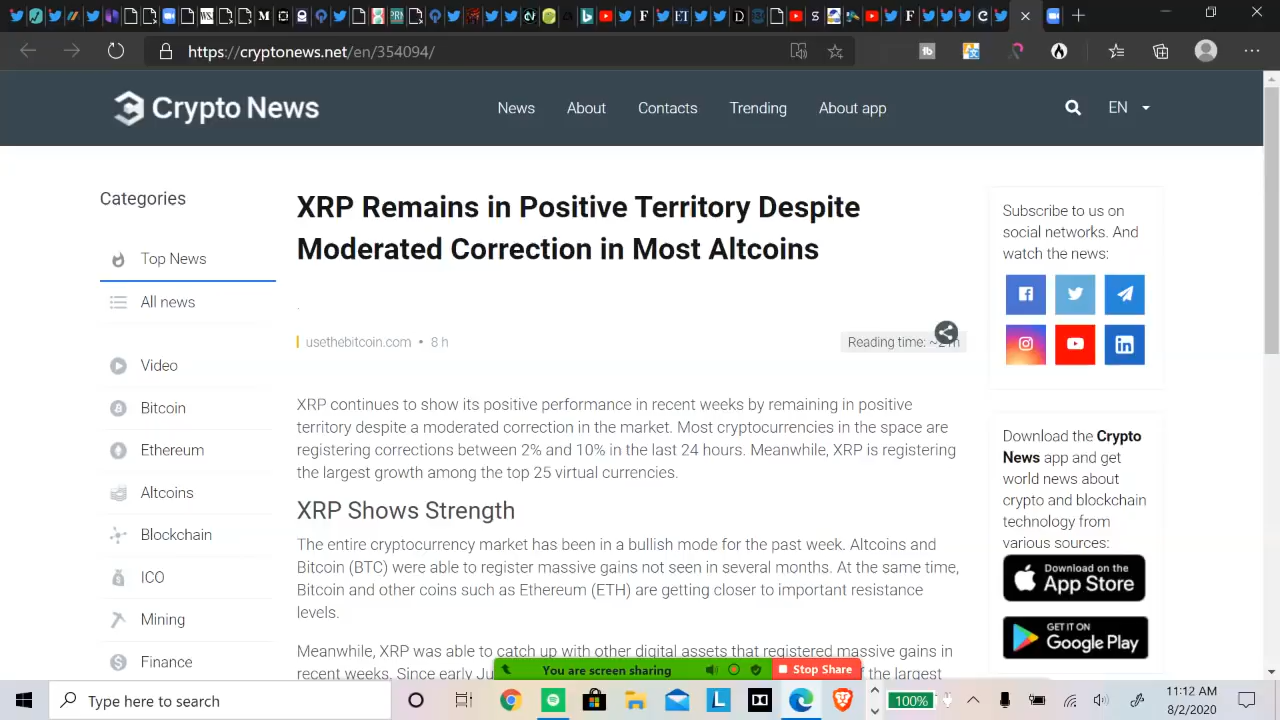 https://cryptonews.net/en/354094/
Crypto News
News
About
Contacts
Trending
About app
EN
Categories
Top News
All news
Video
Bitcoin
Ethereum
Altcoins
Blockchain
ICO
Mining
Finance
XRP Remains in Positive Territory Despite
Moderated Correction in Most Altcoins
.
usethebitcoin.com • 8 h
Reading time:
XRP continues to show its positive performance in recent weeks by remaining in positive
territory despite a moderated correction in the market. Most cryptocurrencies in the space are
registering corrections between 2% and 10% in the last 24 hours. Meanwhile, XRP is registering
the largest growth among the top 25 virtual currencies.
XRP Shows Strength
The entire cryptocurrency market has been in a bullish mode for the past week. Altcoins and
Bitcoin (BTC) were able to register massive gains not seen in several months. At the same time,
Bitcoin and other coins such as Ethereum (ETH) are getting closer to important resistance
levels.
Meanwhile, XRP was able to catch up with other digital assets that registered massive gains in
recent weeks. Since early
of the largest
Subscribe to us on
social networks. And
watch the news:
Download the Crypto
News app and get
world news about
crypto and blockchain
technology from
various sources:
Download on the
App Store
GET IT ON
Google Play
You are screen sharing
Stop Share
Type here to search
100%
11:12 AM
8/2/2020